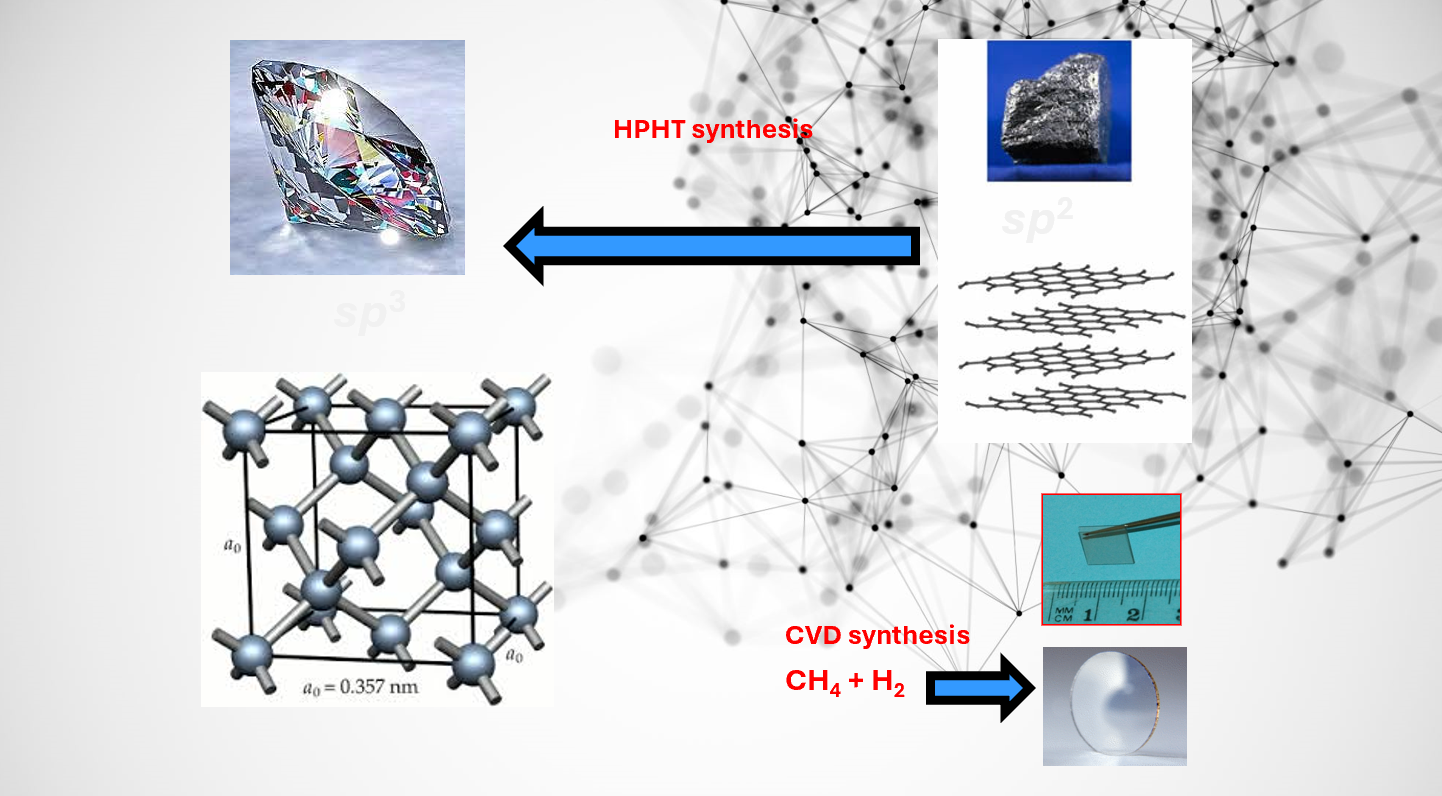 HPHT synthesis
sp²
sp³
a₀
a₀
a₀ = 0.357 nm
MM
CM 1 2
CVD synthesis
CH₄ + H₂